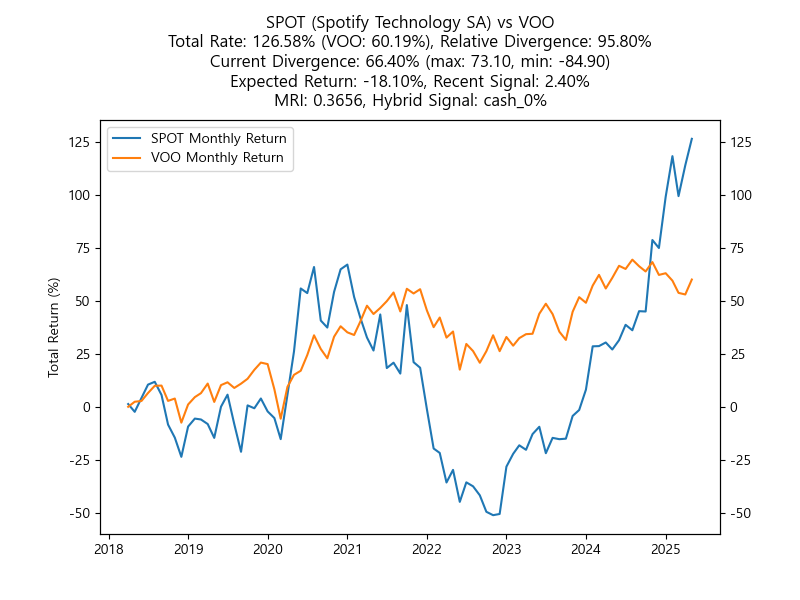 SPOT (Spotify Technology SA) vs VOO
Total Rate: 126.58% (VOO: 60.19%), Relative Divergence: 95.80%
Current Divergence: 66.40% (max: 73.10, min: -84.90)
Expected Return: -18.10%, Recent Signal: 2.40%
MRI: 0.3656, Hybrid Signal: cash_0%
SPOT Monthly Return
VOO Monthly Return
Total Return (%)
125
100
75
50
25
0
-25
-50
125
100
75
50
25
0
-25
-50
2018 2019 2020 2021 2022 2023 2024 2025